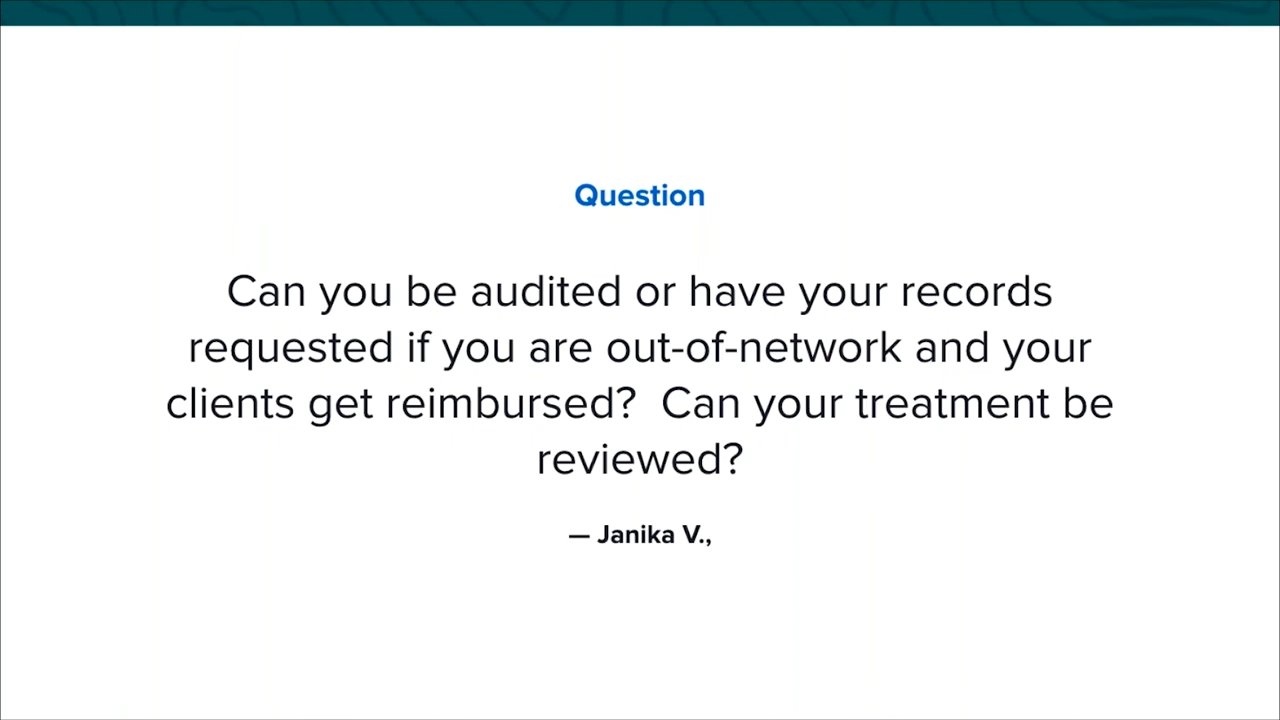 Question
Can you be audited or have your records
requested if you are out-of-network and your
clients get reimbursed?  Can your treatment be
reviewed?
— Janika V.,